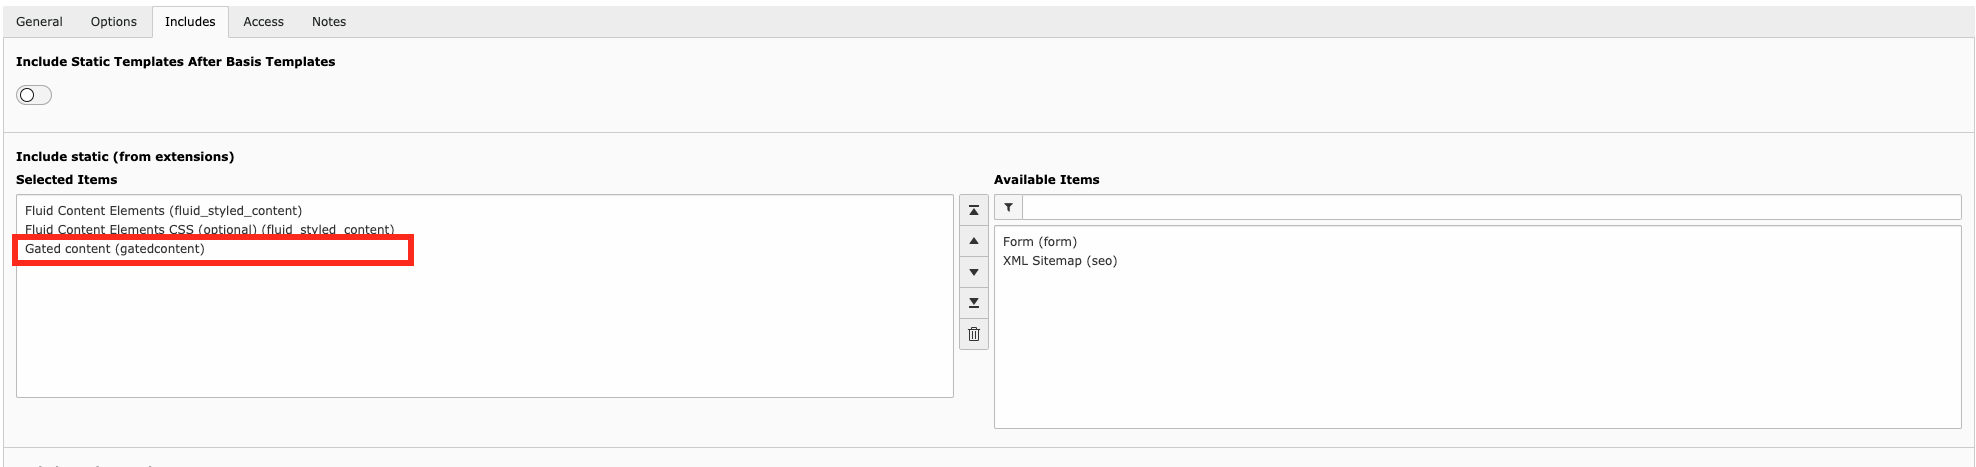 General Options Includes Access Notes
Include Static Templates After Basis Templates
Include static (from extensions)
Selected Items
Fluid Content Elements (fluid_styled_content)
Fluid Content Elements CSS (optional) (fluid_styled_content)
Gated content (gatedcontent)
Available Items
Form (form)
XML Sitemap (seo)